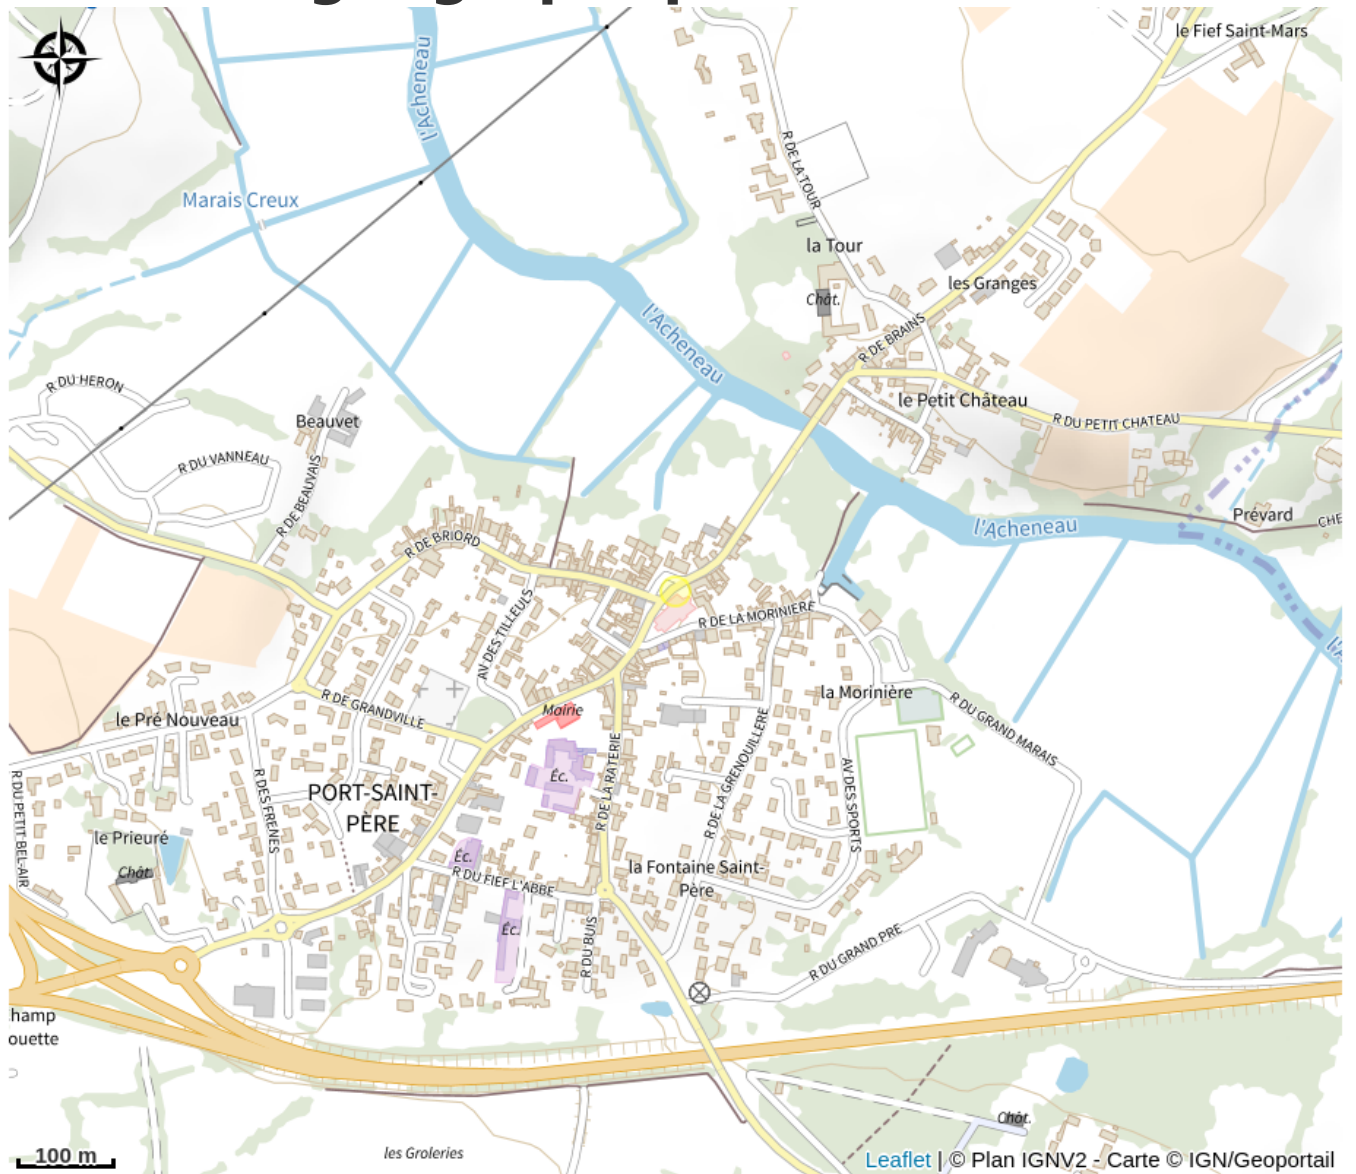 le Fief Saint-Mars
l'Acheneau
R DE LA TOUR
Marais Creux
la Tour
les Granges
Chât.
l'Acheneau
R DE BRAINS
R DU HERON
le Petit Château
Beauvet
R DU PETIT CHATEAU
R DU VANNEAU
R DE BEAUVAIS
Prévard
CHE
l'Acheneau
R DE BRIORD
AV DES TILLEULS
R DE LA MORINIERE
l'A
la Morinière
R DE GRANDVILLE
Mairie
le Pré Nouveau
R DU GRAND MARAIS
R DU PETIT BEL-AIR
R DES FRENES
Éc.
R DE LA RATERIE
R DE LA GRENOUILLERE
AV DES SPORTS
PORT-SAINT-
PÈRE
le Prieuré
Éc.
Chât.
R DU FIEF L'ABBE
la Fontaine Saint-
Père
Éc.
R DU BUIS
R DU GRAND PRE
hamp
ouette
Chât.
les Groleries
100 m
Leaflet | © Plan IGNV2 - Carte © IGN/Geoportail